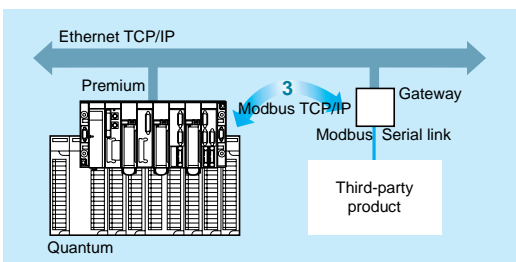 Ethernet TCP/IP
Premium
3
Modbus TCP/IP
Gateway
Modbus Serial link
Third-party
product
Quantum